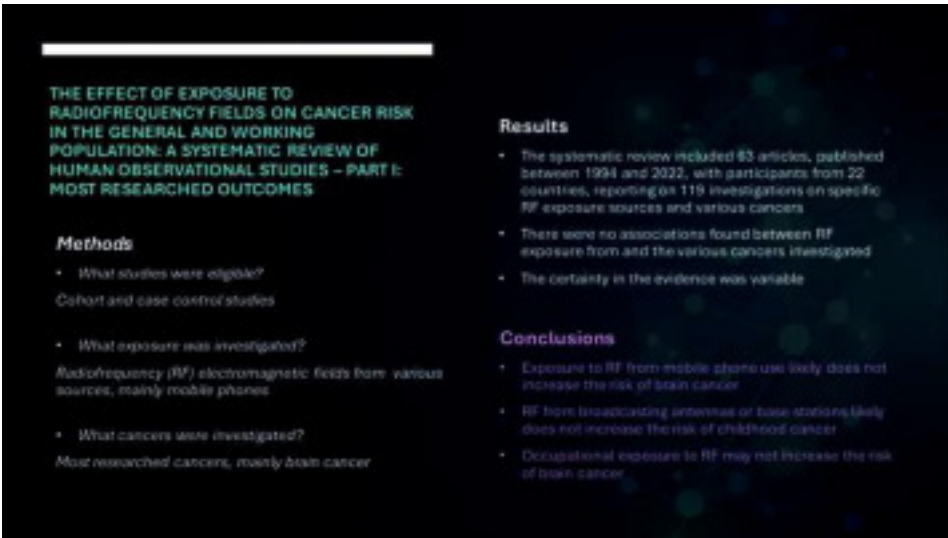 THE EFFECT OF EXPOSURE TO
RADIOFREQUENCY FIELDS ON CANCER RISK
IN THE GENERAL AND WORKING
POPULATION: A SYSTEMATIC REVIEW OF
HUMAN OBSERVATIONAL STUDIES – PART I:
MOST RESEARCHED OUTCOMES
Methods
• What studies were eligible?
Cohort and case control studies
• What exposure was investigated?
Radiofrequency (RF) electromagnetic fields from various
sources, mainly mobile phones
• What cancers were investigated?
Most researched cancers, mainly brain cancer
Results
• The systematic review included 63 articles, published
between 1994 and 2022, with participants from 22
countries, reporting on 119 investigations on specific
RF exposure sources and various cancers
• There were no associations found between RF
exposure from and the various cancers investigated
• The certainty in the evidence was variable
Conclusions
• Exposure to RF from mobile phone use likely does not
increase the risk of brain cancer
• RF from broadcasting antennas or base stations likely
does not increase the risk of childhood cancer
• Occupational exposure to RF may not increase the risk
of brain cancer